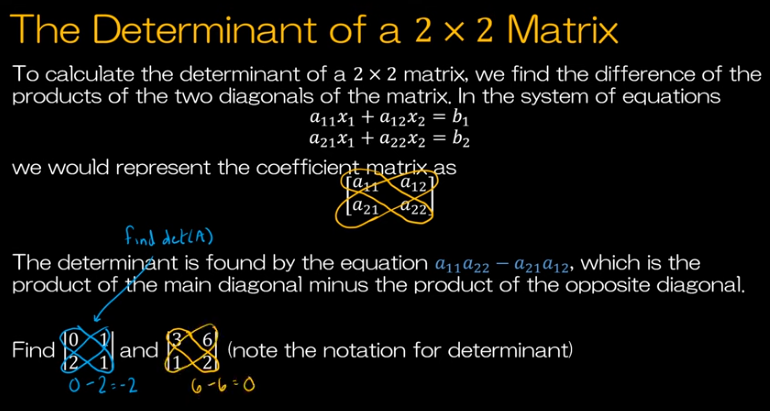 The Determinant of a 2 × 2 Matrix
To calculate the determinant of a 2 × 2 matrix, we find the difference of the
products of the two diagonals of the matrix. In the system of equations
a₁₁x₁ + a₁₂x₂ = b₁
a₂₁x₁ + a₂₂x₂ = b₂
we would represent the coefficient matrix as
[a₁₁ a₁₂]
[a₂₁ a₂₂]
find det(A)
The determinant is found by the equation a₁₁a₂₂ − a₂₁a₁₂, which is the
product of the main diagonal minus the product of the opposite diagonal.
Find |0 1| and |3 6| (note the notation for determinant)
|2 1| |1 2|
0-2=-2 6-6=0